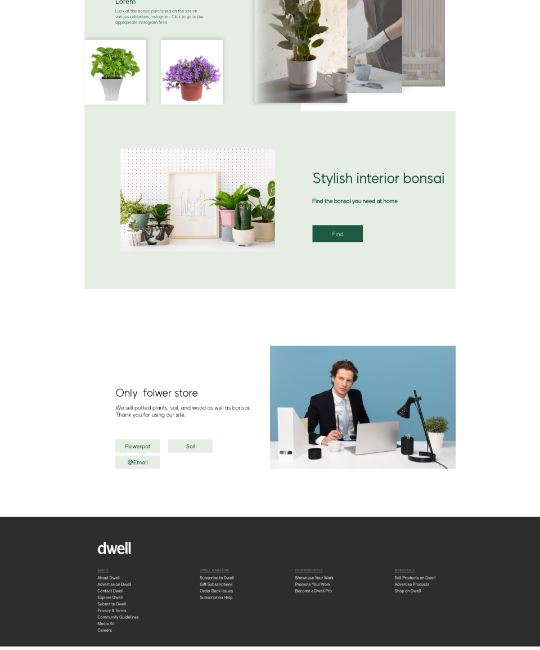 Lorem
Look at the bonsai purchased on the site on
various celebrities' Instagram. Click to go to the
appropriate Instagram feed.
Stylish interior bonsai
Find the bonsai you need at home
Find
Only folwer store
We sell potted plants, soil, and wood as well as bonsai.
Thank you for using our site.
Flowerpot
Soil
@Email
dwell
About Dwell
Advertise on Dwell
Contact Dwell
Explore Dwell
Submit to Dwell
Privacy & Terms
Community Guidelines
Media Kit
Careers
Subscribe to Dwell
Gift Subscriptions
Order Back Issues
Subscription Help
Showcase Your Work
Promote Your Work
Become a Dwell Pro
Sell Products on Dwell
Advertise Products
Shop on Dwell